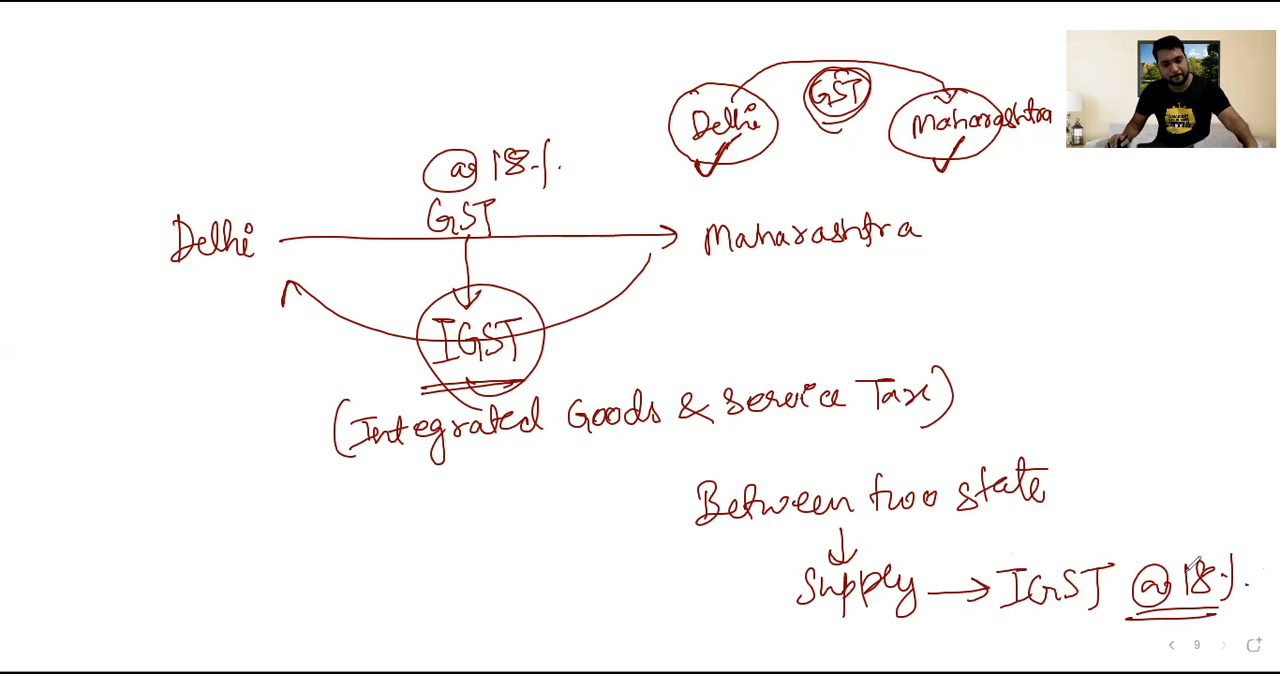 Delhi GST Maharashtra
@ 18%.
GST
Delhi Maharashtra
IGST
(Integrated Goods & Service Tax)
Between two state
Supply → IGST @ 18%.
9